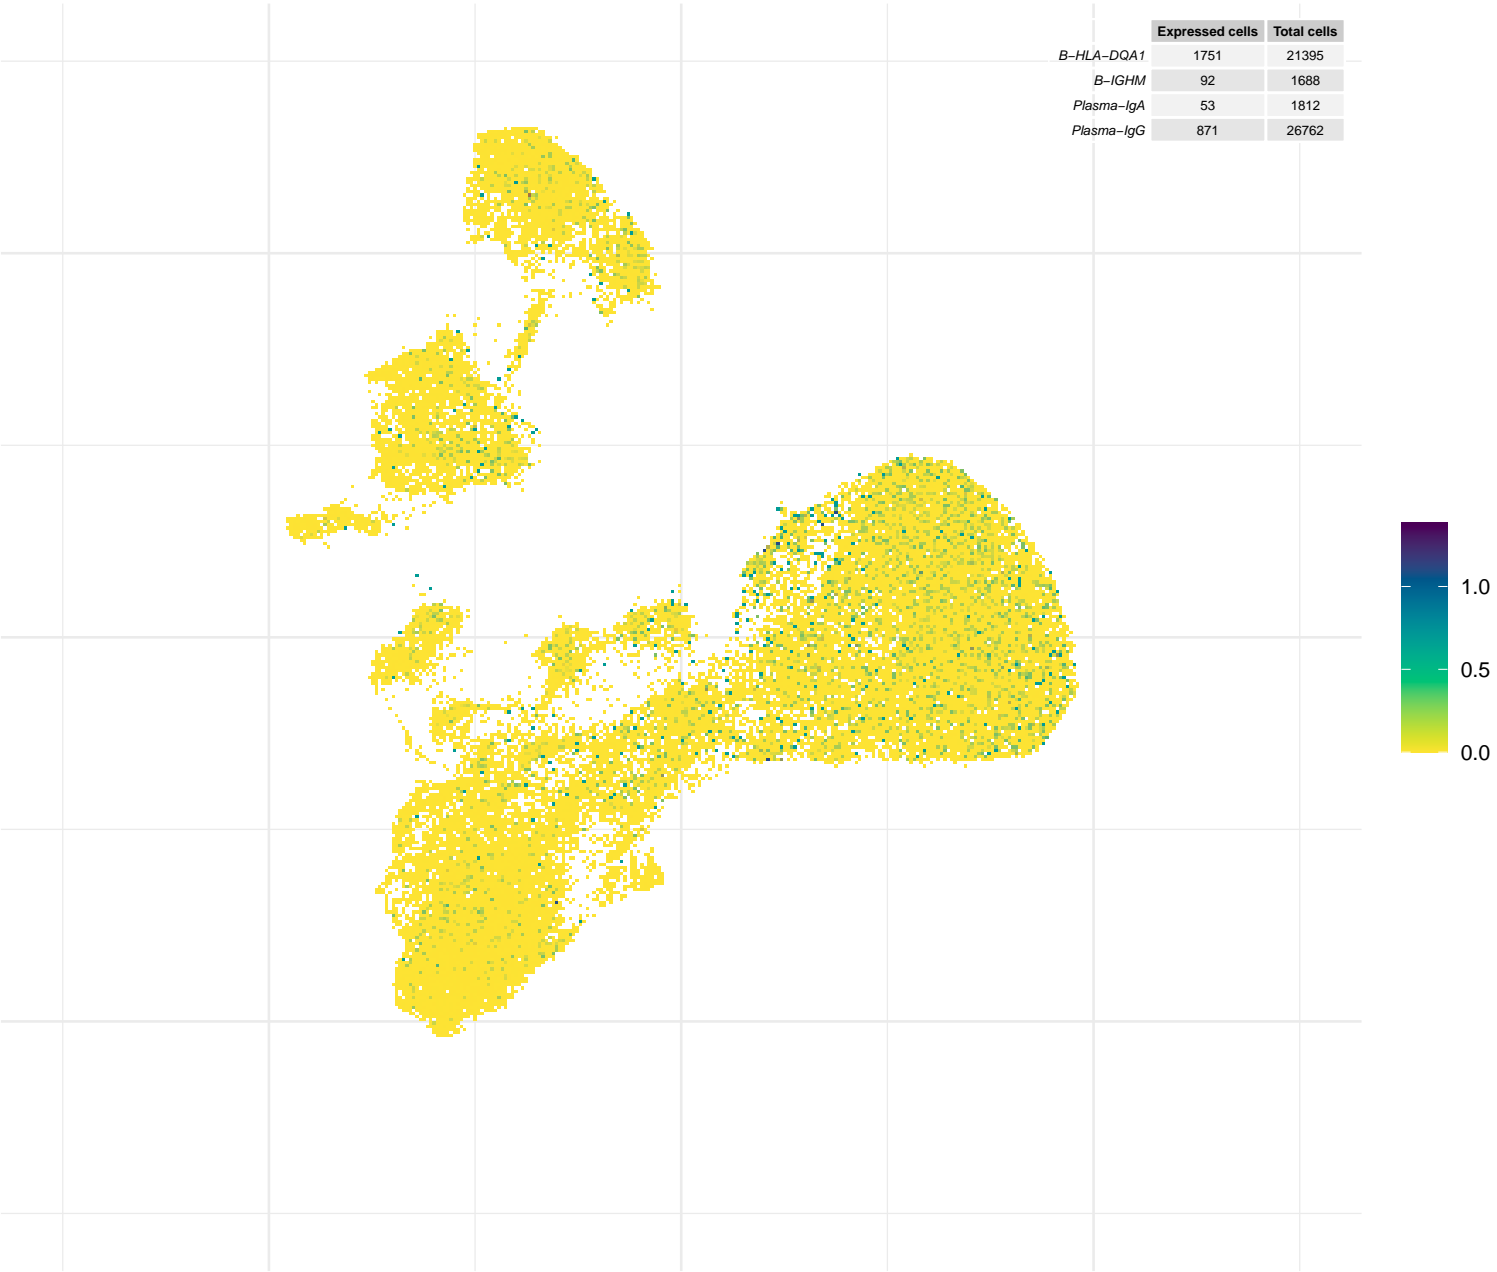 Expressed cells Total cells
B−HLA−DQA1 1751 21395
B−IGHM 92 1688
Plasma−IgA 53 1812
Plasma−IgG 871 26762
1.0
0.5
0.0